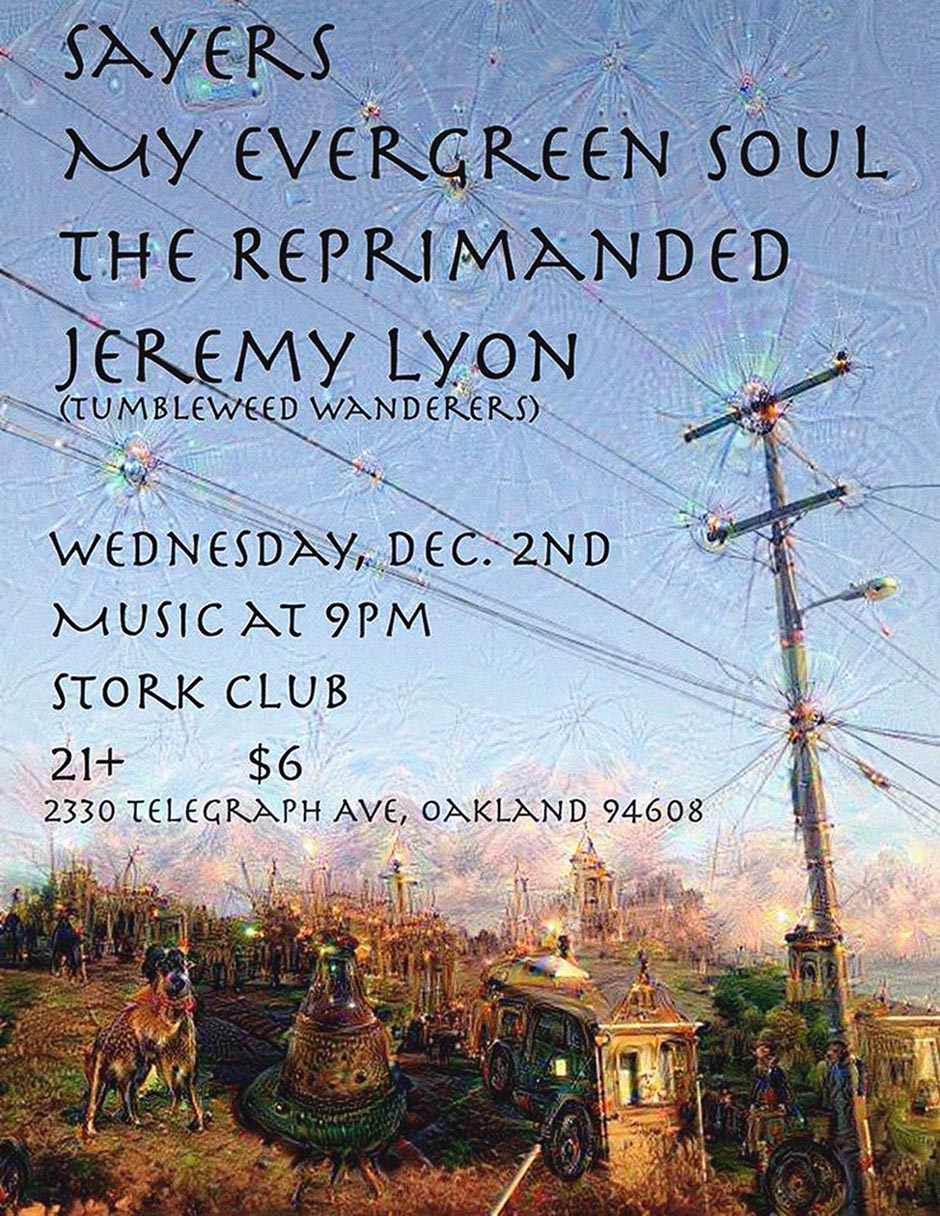 SAYERS
MY EVERGREEN SOUL
THE REPRIMANDED
JEREMY LYON
(TUMBLEWEED WANDERERS)
WEDNESDAY, DEC. 2ND
MUSIC AT 9PM
STORK CLUB
21+ $6
2330 TELEGRAPH AVE, OAKLAND 94608